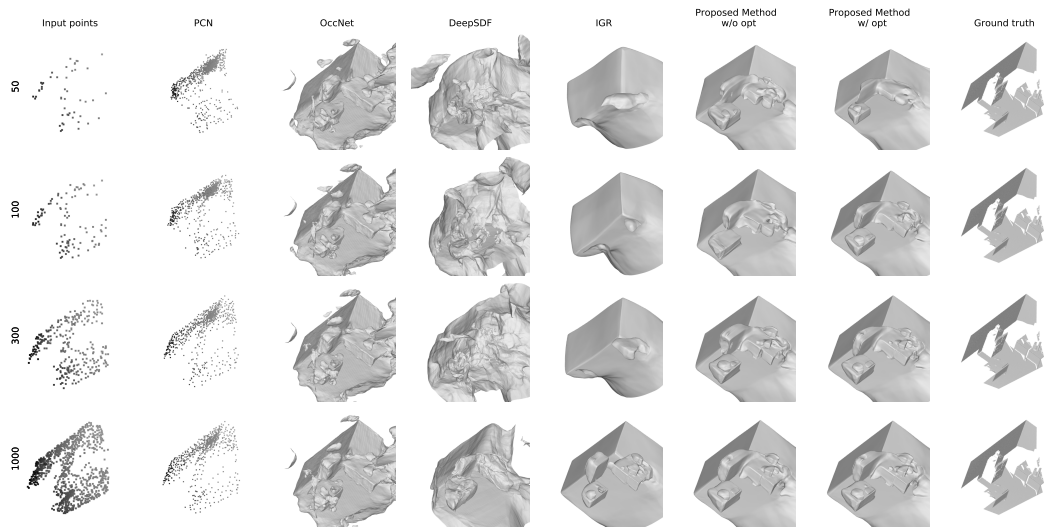 Input points
PCN
OccNet
DeepSDF
IGR
Proposed Method
w/o opt
Proposed Method
w/ opt
Ground truth
50
100
300
1000